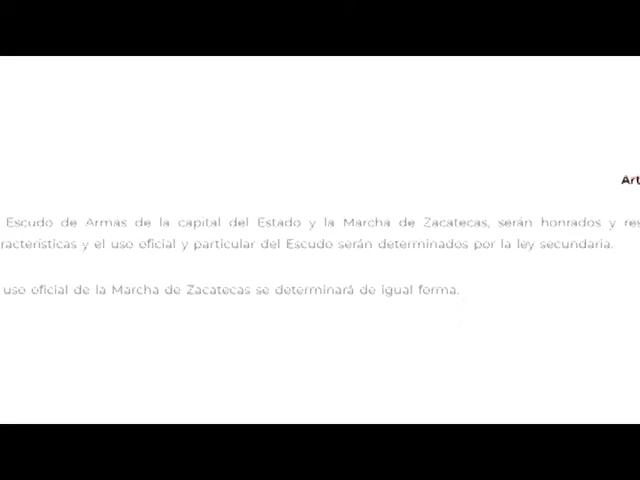 Art
Escudo de Armas de la capital del Estado y la Marcha de Zacatecas, serán honrados y res
racterísticas y el uso oficial y particular del Escudo serán determinados por la ley secundaria.
uso oficial de la Marcha de Zacatecas se determinará de igual forma.